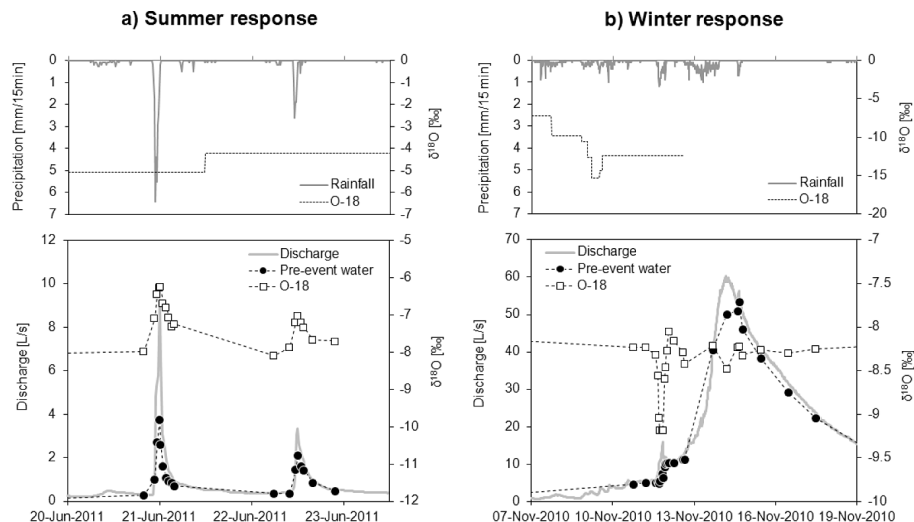 a) Summer response
b) Winter response
0
1
2
3
4
5
6
7
Precipitation [mm/15min]
0
-1
-2
-3
-4
-5
-6
-7
δ¹⁸O [‰]
Rainfall
O-18
0
1
2
3
4
5
6
7
Precipitation [mm/15min]
0
-5
-10
-15
-20
δ¹⁸O [‰]
Rainfall
O-18
12
10
8
6
4
2
0
Discharge [L/s]
-5
-6
-7
-8
-9
-10
-11
-12
δ¹⁸O [‰]
Discharge
Pre-event water
O-18
20-Jun-2011 21-Jun-2011 22-Jun-2011 23-Jun-2011
70
60
50
40
30
20
10
0
Discharge [L/s]
-7
-7.5
-8
-8.5
-9
-9.5
-10
δ¹⁸O [‰]
Discharge
Pre-event water
O-18
07-Nov-2010 10-Nov-2010 13-Nov-2010 16-Nov-2010 19-Nov-2010